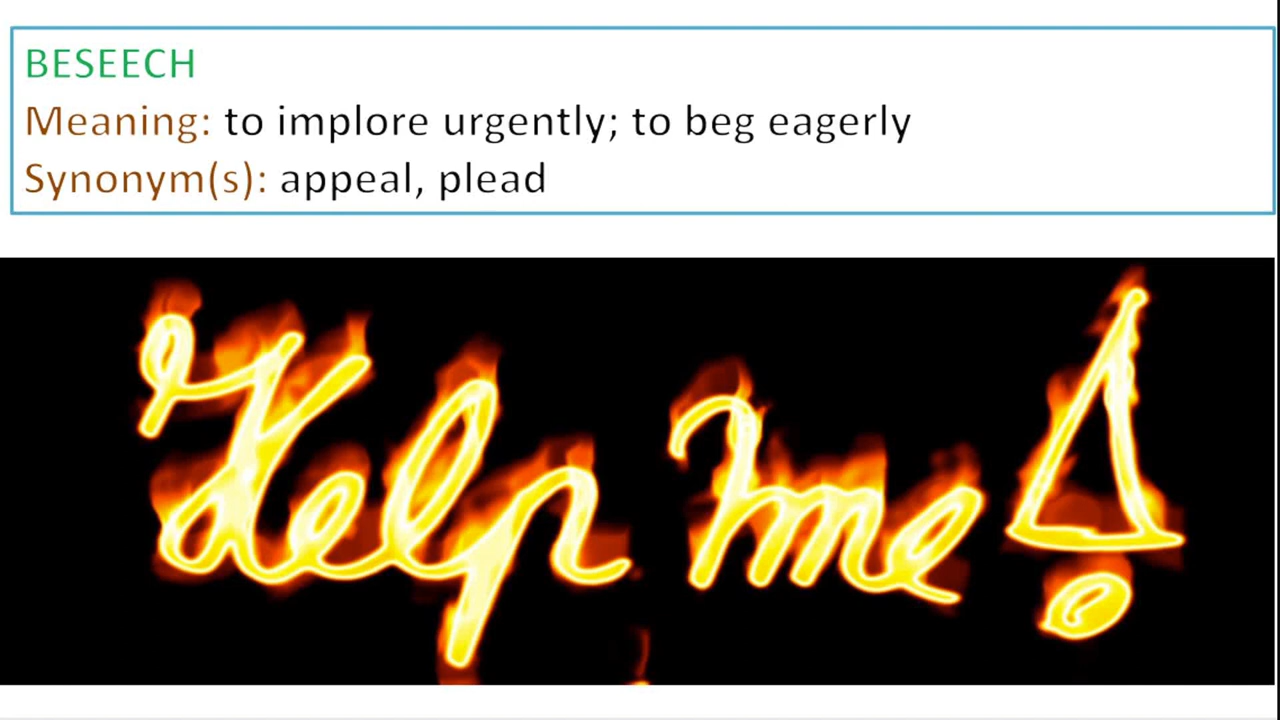 BESEECH
Meaning: to implore urgently; to beg eagerly
Synonym(s): appeal, plead
Help me!